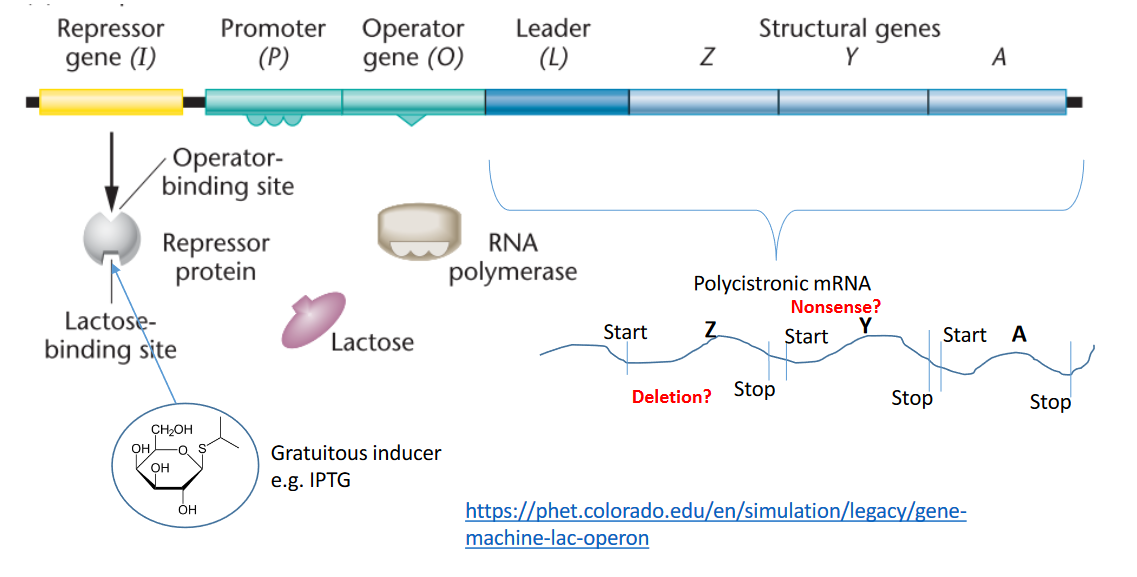 Repressor
gene (I)
Promoter
(P)
Operator
gene (O)
Leader
(L)
Structural genes
Z Y A
Operator-
binding site
Repressor
protein
RNA
polymerase
Lactose-
binding site
Lactose
Polycistronic mRNA
Nonsense?
Start Z Start Y Start A
Deletion? Stop Stop Stop
CH₂OH
OH O S
OH
OH
Gratuitous inducer
e.g. IPTG
https://phet.colorado.edu/en/simulation/legacy/gene-
machine-lac-operon